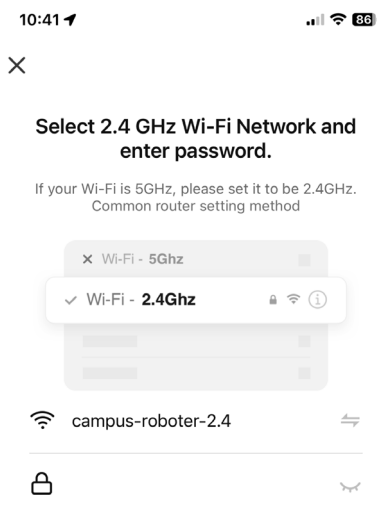 10:41
86
Select 2.4 GHz Wi-Fi Network and
enter password.
If your Wi-Fi is 5GHz, please set it to be 2.4GHz.
Common router setting method
Wi-Fi - 5Ghz
Wi-Fi - 2.4Ghz
campus-roboter-2.4